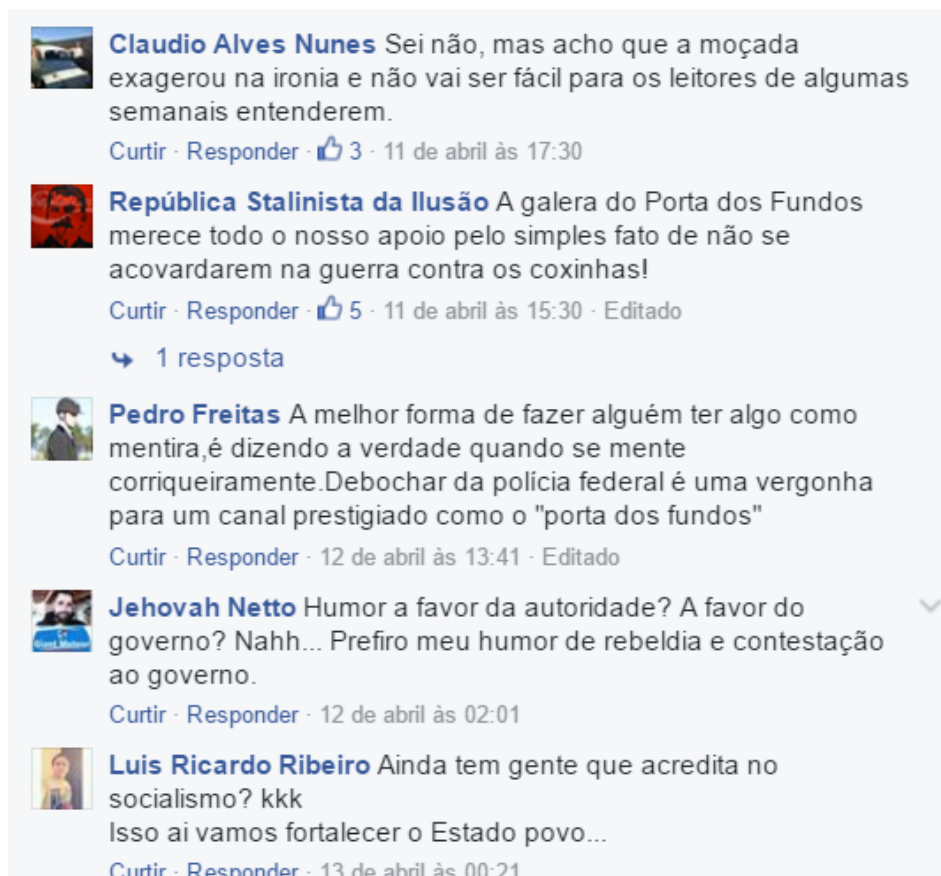 Claudio Alves Nunes Sei não, mas acho que a moçada
exagerou na ironia e não vai ser fácil para os leitores de algumas
semanais entenderem.
Curtir · Responder · 3 · 11 de abril às 17:30
República Stalinista da Ilusão A galera do Porta dos Fundos
merece todo o nosso apoio pelo simples fato de não se
acovardarem na guerra contra os coxinhas!
Curtir · Responder · 5 · 11 de abril às 15:30 · Editado
1 resposta
Pedro Freitas A melhor forma de fazer alguém ter algo como
mentira,é dizendo a verdade quando se mente
corriqueiramente.Debochar da polícia federal é uma vergonha
para um canal prestigiado como o "porta dos fundos"
Curtir · Responder · 12 de abril às 13:41 · Editado
Jehovah Netto Humor a favor da autoridade? A favor do
governo? Nahh... Prefiro meu humor de rebeldia e contestação
ao governo.
Curtir · Responder · 12 de abril às 02:01
Luis Ricardo Ribeiro Ainda tem gente que acredita no
socialismo? kkk
Isso ai vamos fortalecer o Estado povo...
Curtir · Responder · 13 de abril às 00:21